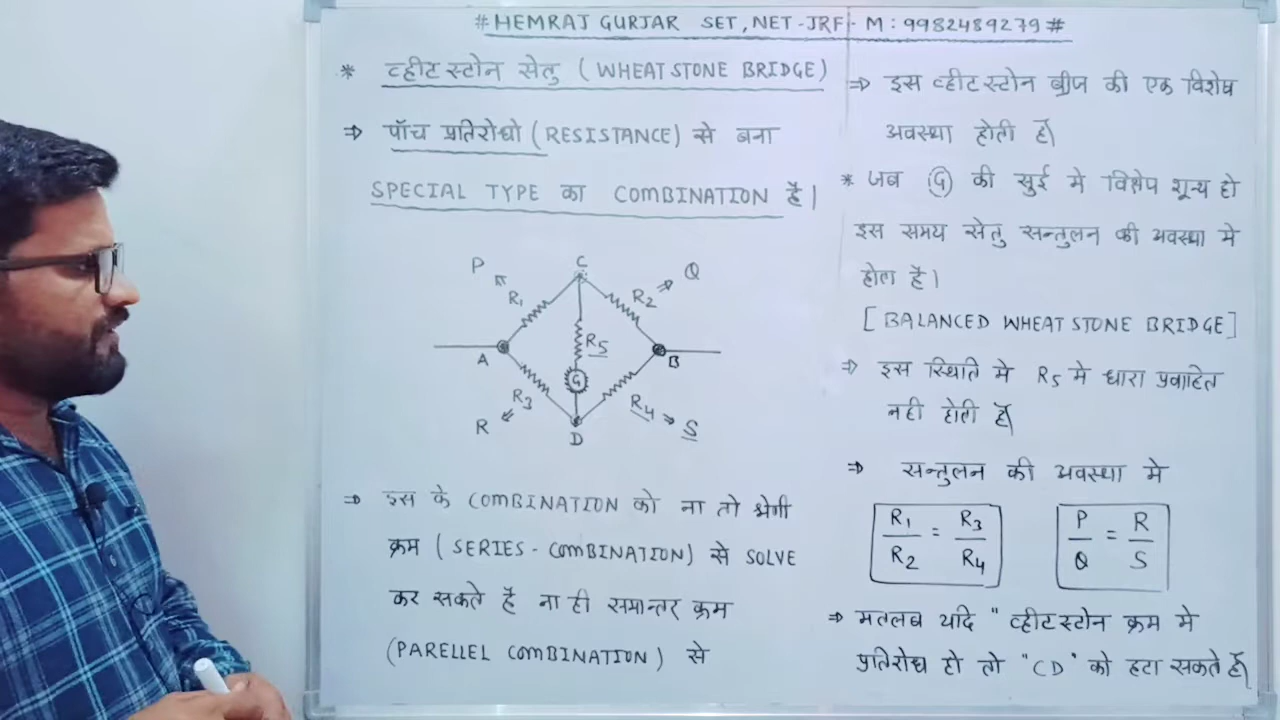 #HEMRAJ GURJAR SET, NET-JRF- M: 9982489279#
* व्हीटस्टोन सेतु (WHEATSTONE BRIDGE)
⇒ पाँच प्रतिरोधो (RESISTANCE) से बना
SPECIAL TYPE का COMBINATION है।
P
R1
C
R2
Q
A
R5
B
G
R3
R
D
R4
S
⇒ इस के COMBINATION को ना तो श्रेणी
क्रम (SERIES-COMBINATION) से SOLVE
कर सकते है ना ही समान्तर क्रम
(PARELLEL COMBINATION) से
⇒ इस व्हीटस्टोन ब्रीज की एक विशेष
अवस्था होती है।
* जब G की सुई मे विक्षेप शून्य हो
इस समय सेतु सन्तुलन की अवस्था मे
होता है।
[BALANCED WHEATSTONE BRIDGE]
⇒ इस स्थिति मे R5 मे धारा प्रवाहित
नही होती है।
⇒ सन्तुलन की अवस्था मे
R1/R2 = R3/R4 P/Q = R/S
⇒ मतलब यदि " व्हीटस्टोन क्रम मे
प्रतिरोध हो तो "CD" को हटा सकते है।